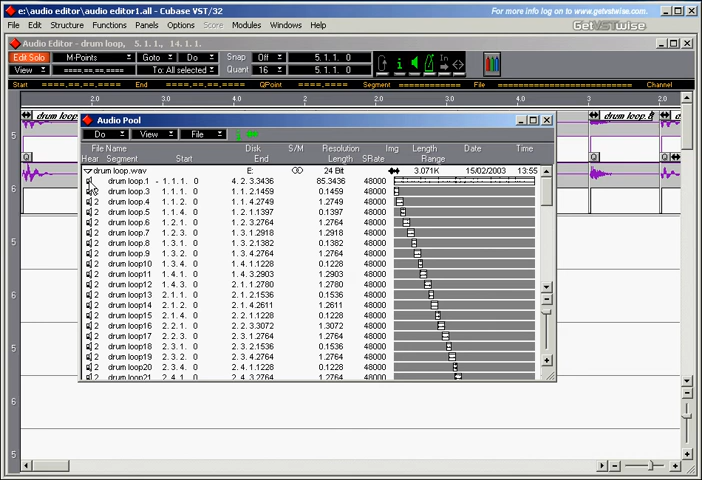 e:\audio editor\editor1.all - Cubase VST/32
For more info log on to www.getvstwise.com
File Edit Structure Functions Panels Options Score Modules Windows Help
GetVSTwise
Audio Editor - drum loop, 5. 1. 1. 0, 14. 1. 1.
Edit Solo M-Points Goto Do Snap Off 5. 1. 1. 0 In
View ====.==.==.=== ====.==.==.=== To: All selected Quant 16 5. 1. 1. 0
Start ====.==.==.=== End ====.==.==.=== QPoint ====.==.==.=== Segment Channel
2.0 2.0 3.0 3.0 2.0
Audio Pool
Do View File
File Name Disk S/M Resolution Img Length Date Time
Hear Segment Start End Length SRate Range
drum loop.wav E: 24 Bit 3.071K 15/02/2003 13:55
drum loop.1 - 1. 1. 1. 0 4. 2. 3.3436 85.3436 48000
2 drum loop.3 1. 1. 1. 0 1. 1. 2.1459 0.1459 48000
2 drum loop.4 1. 1. 2. 0 1. 1. 4.2749 1.2749 48000
2 drum loop.5 1. 1. 4. 0 1. 2. 1.1397 0.1397 48000
2 drum loop.6 1. 2. 1. 0 1. 2. 3.2764 1.2764 48000
2 drum loop.7 1. 2. 3. 0 1. 3. 1.2918 1.2918 48000
2 drum loop.8 1. 3. 1. 0 1. 3. 2.1382 0.1382 48000
2 drum loop.9 1. 3. 2. 0 1. 3. 4.2764 1.2764 48000
2 drum loop10 1. 3. 4. 0 1. 4. 1.1228 0.1228 48000
2 drum loop11 1. 4. 1. 0 1. 4. 3.2903 1.2903 48000
2 drum loop12 1. 4. 3. 0 2. 1. 1.2780 1.2780 48000
2 drum loop13 2. 1. 1. 0 2. 1. 2.1536 0.1536 48000
2 drum loop14 2. 1. 2. 0 2. 1. 4.2611 1.2611 48000
2 drum loop15 2. 1. 4. 0 2. 2. 1.1228 0.1228 48000
2 drum loop16 2. 2. 1. 0 2. 2. 3.3072 1.3072 48000
2 drum loop17 2. 2. 3. 0 2. 3. 1.2764 1.2764 48000
2 drum loop18 2. 3. 1. 0 2. 3. 2.1536 0.1536 48000
2 drum loop19 2. 3. 2. 0 2. 3. 4.2764 1.2764 48000
2 drum loop20 2. 3. 4. 0 2. 4. 1.1228 0.1228 48000
2 drum loop21 2. 4. 1. 0 2. 4. 3.2764 1.2764 48000
drum loop.8